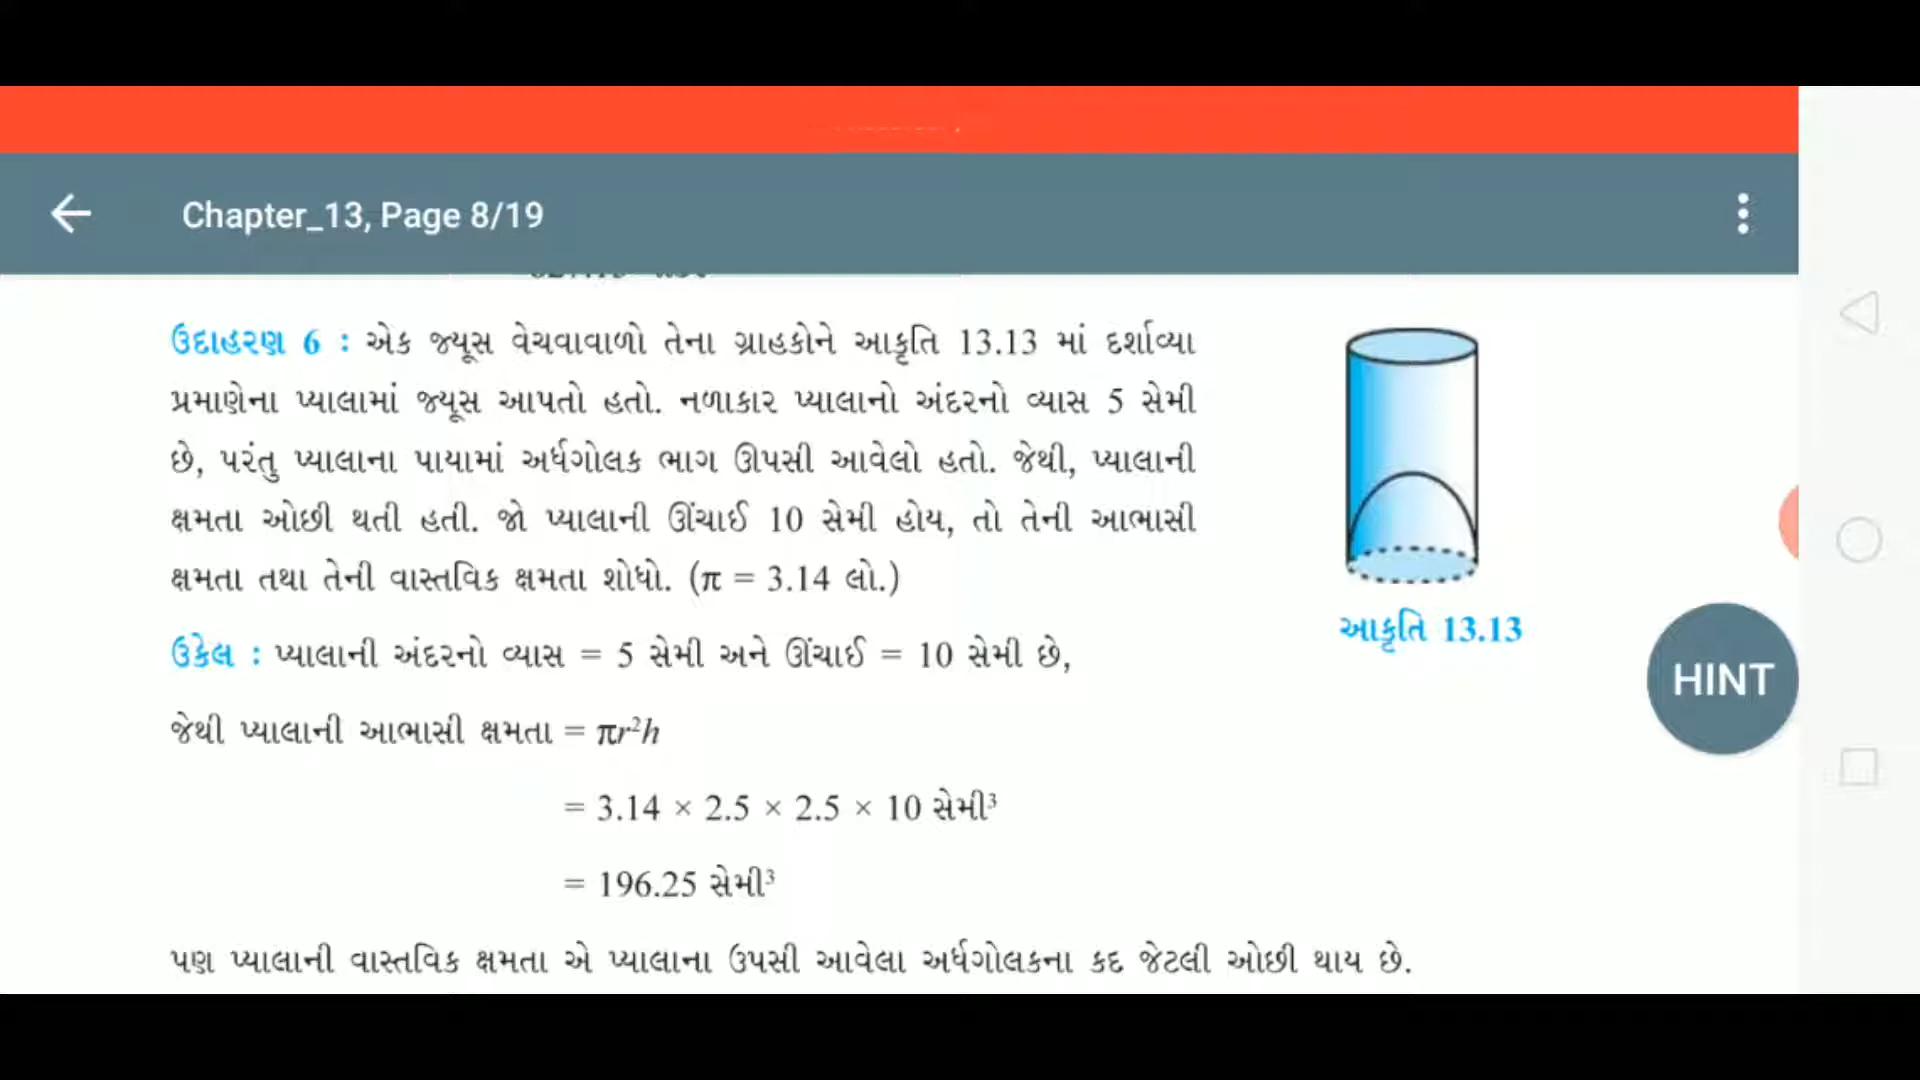 Chapter_13, Page 8/19
ઉદાહરણ 6 : એક જ્યૂસ વેચવાવાળો તેના ગ્રાહકોને આકૃતિ 13.13 માં દર્શાવ્યા
પ્રમાણેના પ્યાલામાં જ્યૂસ આપતો હતો. નળાકાર પ્યાલાનો અંદરનો વ્યાસ 5 સેમી
છે, પરંતુ પ્યાલાના પાયામાં અર્ધગોલક ભાગ ઊપસી આવેલો હતો. જેથી, પ્યાલાની
ક્ષમતા ઓછી થતી હતી. જો પ્યાલાની ઊંચાઈ 10 સેમી હોય, તો તેની આભાસી
ક્ષમતા તથા તેની વાસ્તવિક ક્ષમતા શોધો. (π = 3.14 લો.)
આકૃતિ 13.13
ઉકેલ : પ્યાલાની અંદરનો વ્યાસ = 5 સેમી અને ઊંચાઈ = 10 સેમી છે,
HINT
જેથી પ્યાલાની આભાસી ક્ષમતા = πr²h
= 3.14 × 2.5 × 2.5 × 10 સેમી³
= 196.25 સેમી³
પણ પ્યાલાની વાસ્તવિક ક્ષમતા એ પ્યાલાના ઉપસી આવેલા અર્ધગોલકના કદ જેટલી ઓછી થાય છે.